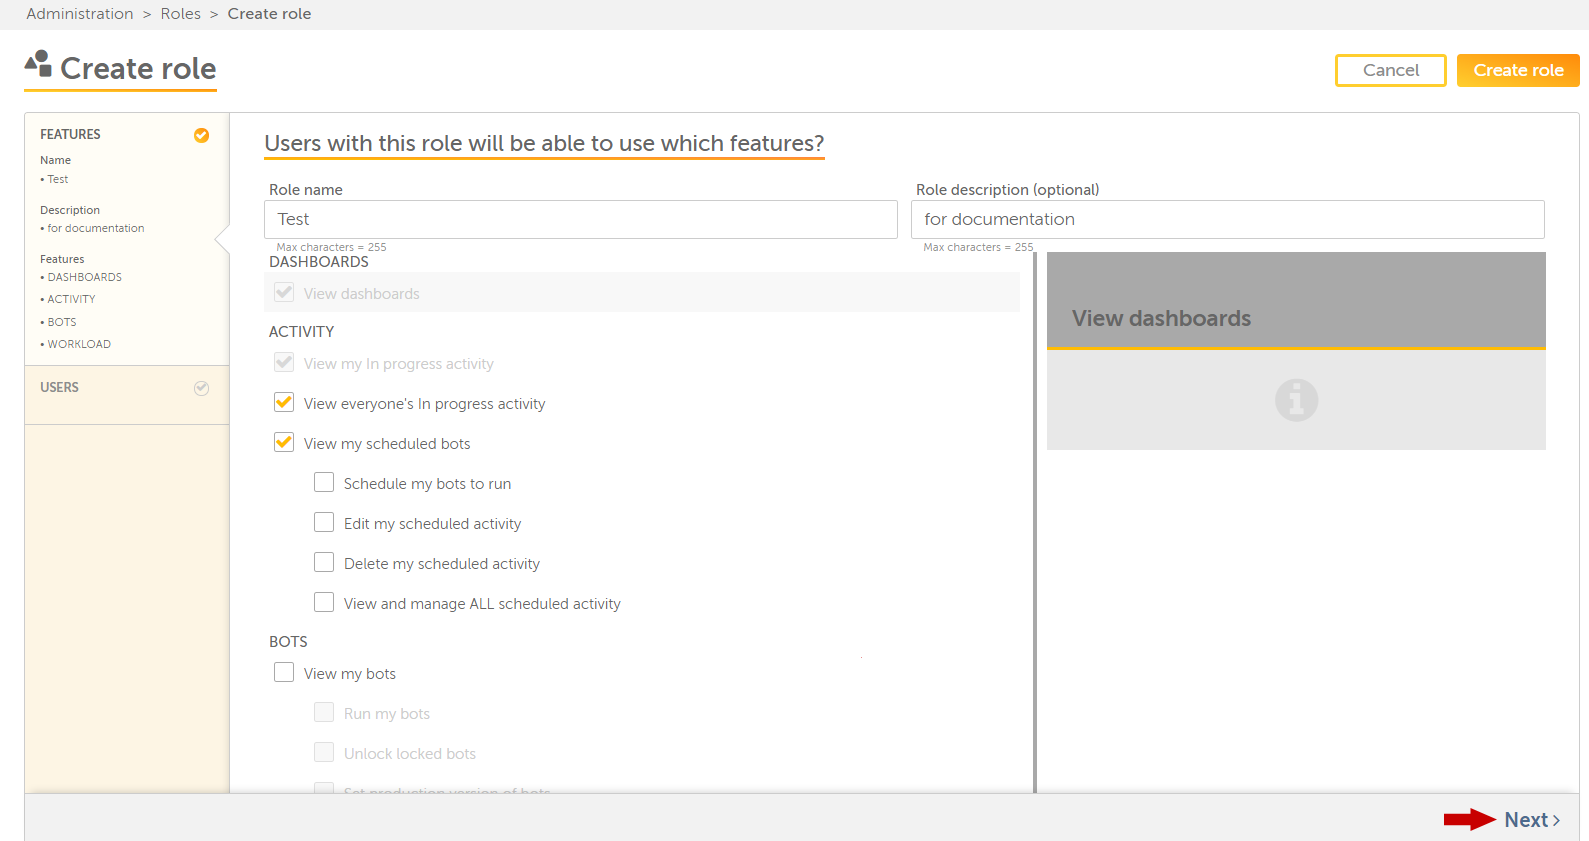 Administration > Roles > Create role
Create role
Cancel
Create role
FEATURES
Name
• Test
Description
• for documentation
Features
• DASHBOARDS
• ACTIVITY
• BOTS
• WORKLOAD
USERS
Users with this role will be able to use which features?
Role name
Test
Max characters = 255
Role description (optional)
for documentation
Max characters = 255
DASHBOARDS
View dashboards
ACTIVITY
View my In progress activity
View everyone's In progress activity
View my scheduled bots
Schedule my bots to run
Edit my scheduled activity
Delete my scheduled activity
View and manage ALL scheduled activity
BOTS
View my bots
Run my bots
Unlock locked bots
Set production version of bots
View dashboards
Next >